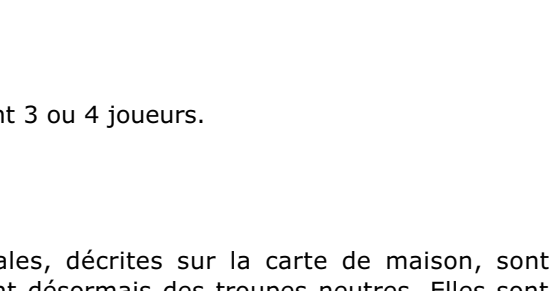 nt 3 ou 4 joueurs.
ales, décrites sur la carte de maison, sont
nt désormais des troupes neutres. Elles sont